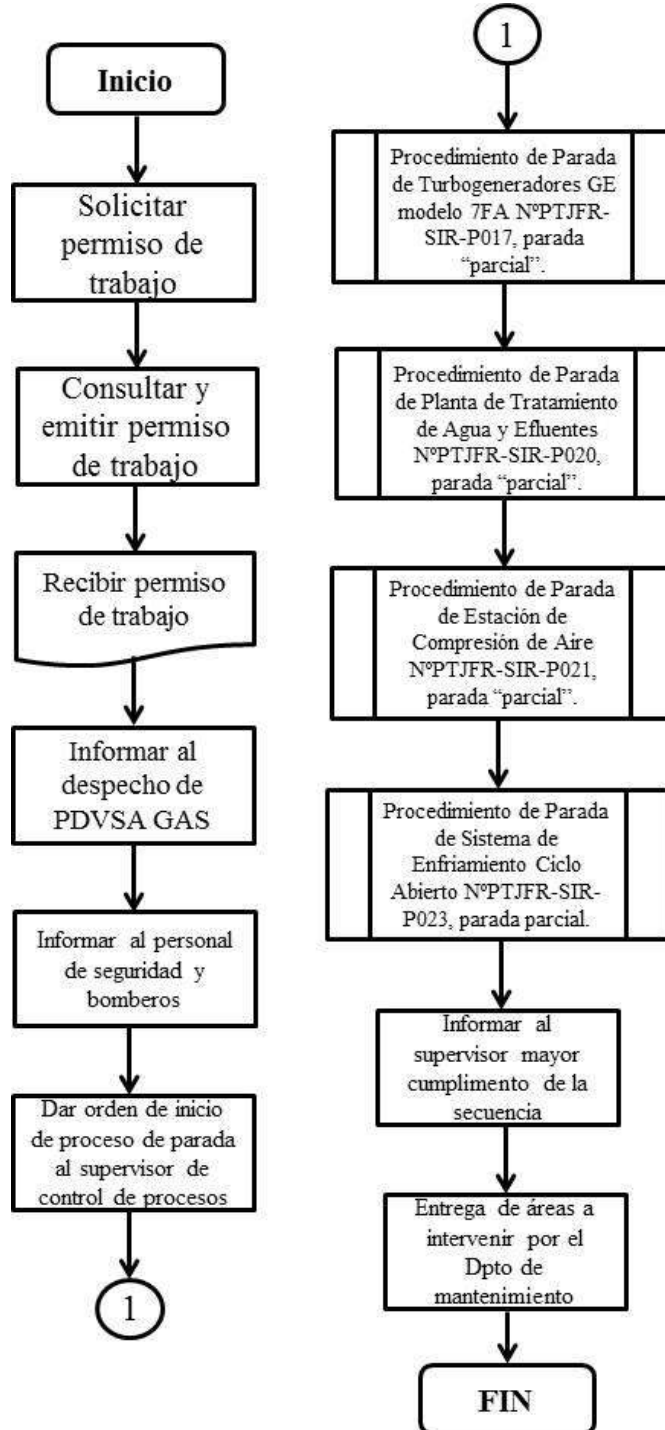 Inicio
Solicitar
permiso de
trabajo
Consultar y
emitir permiso
de trabajo
Recibir permiso
de trabajo
Informar al
despecho de
PDVSA GAS
Informar al personal
de seguridad y
bomberos
Dar orden de inicio
de proceso de parada
al supervisor de
control de procesos
1
1
Procedimiento de Parada
de Turbogeneradores GE
modelo 7FA NºPTJFR-
SIR-P017, parada
“parcial”.
Procedimiento de Parada
de Planta de Tratamiento
de Agua y Efluentes
NºPTJFR-SIR-P020,
parada “parcial”.
Procedimiento de Parada
de Estación de
Compresión de Aire
NºPTJFR-SIR-P021,
parada “parcial”.
Procedimiento de Parada
de Sistema de
Enfriamiento Ciclo
Abierto NºPTJFR-SIR-
P023, parada parcial.
Informar al
supervisor mayor
cumplimento de la
secuencia
Entrega de áreas a
intervenir por el
Dpto de
mantenimiento
FIN